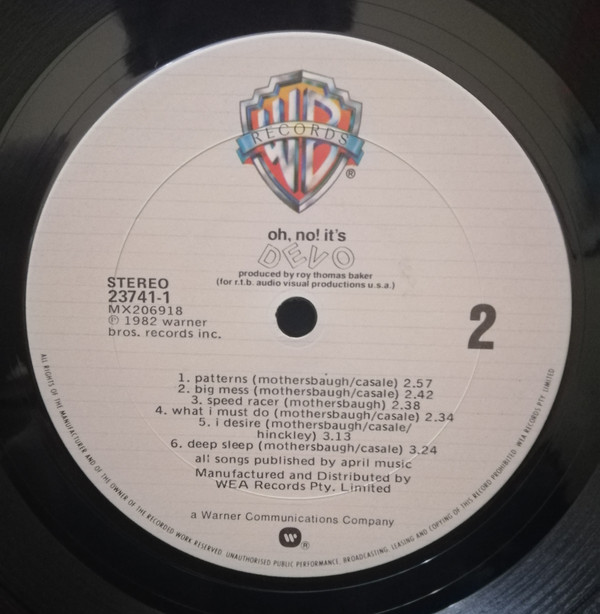 WB
RECORDS
®
oh, no! it's
DEVO
produced by roy thomas baker
(for r.t.b. audio visual productions u.s.a.)
STEREO
23741-1
MX206918
℗ 1982 warner
bros. records inc.
2
1. patterns (mothersbaugh/casale) 2.57
2. big mess (mothersbaugh/casale) 2.42
3. speed racer (mothersbaugh) 2.38
4. what i must do (mothersbaugh/casale) 2.34
5. i desire (mothersbaugh/casale/
hinckley) 3.13
6. deep sleep (mothersbaugh/casale) 3.24
all songs published by april music
Manufactured and Distributed by
WEA Records Pty. Limited
a Warner Communications Company
®
ALL RIGHTS OF THE MANUFACTURER AND OF THE OWNER OF THE RECORDED WORK RESERVED. UNAUTHORISED PUBLIC PERFORMANCE, BROADCASTING, LEASING AND COPYING OF THIS RECORD PROHIBITED. WEA RECORDS PTY. LIMITED